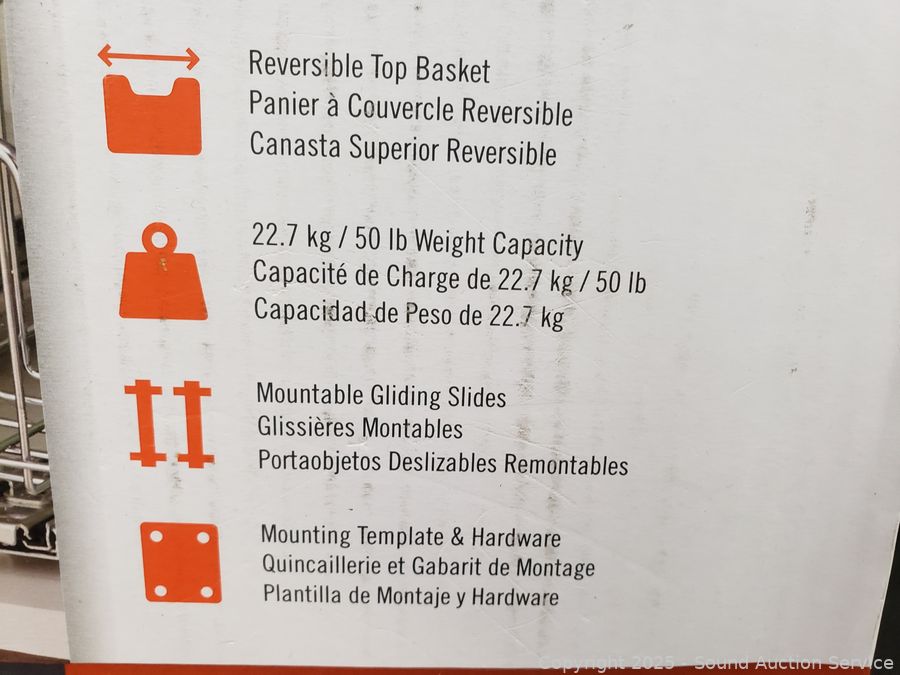 Reversible Top Basket
Panier à Couvercle Reversible
Canasta Superior Reversible
22.7 kg / 50 lb Weight Capacity
Capacité de Charge de 22.7 kg / 50 lb
Capacidad de Peso de 22.7 kg
Mountable Gliding Slides
Glissières Montables
Portaobjetos Deslizables Remontables
Mounting Template & Hardware
Quincaillerie et Gabarit de Montage
Plantilla de Montaje y Hardware
Copyright 2025 - Sound Auction Service